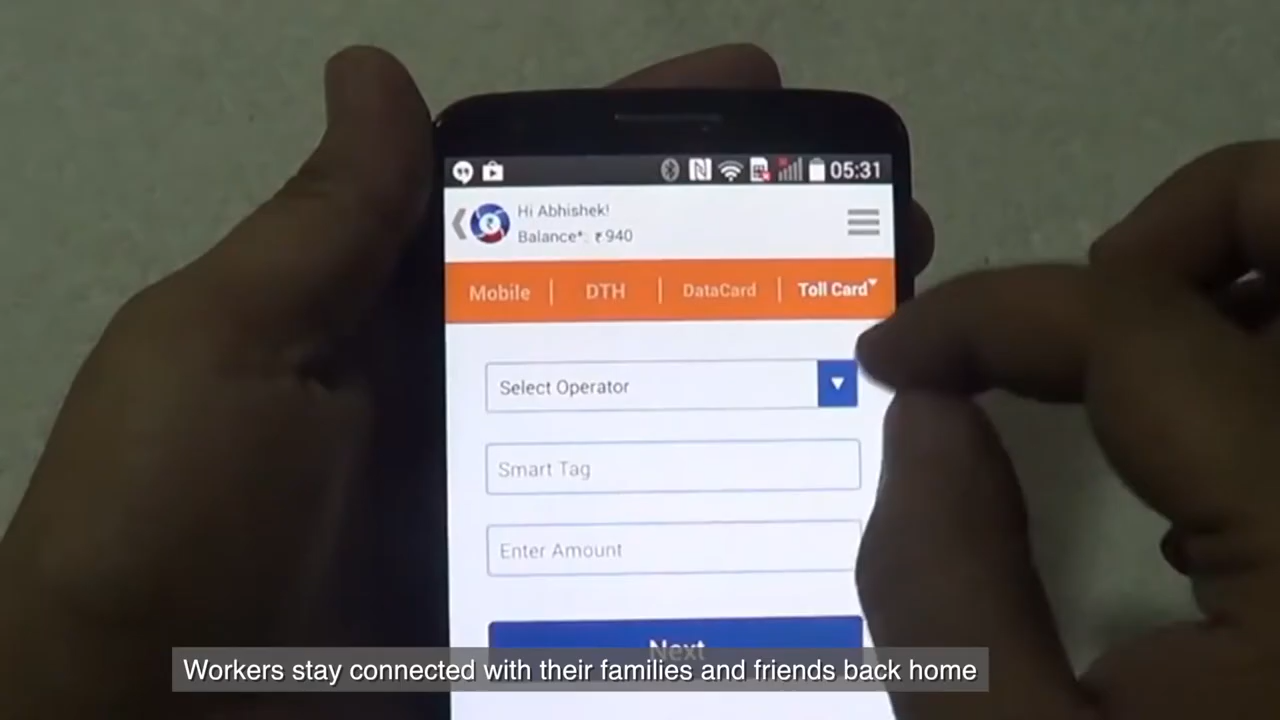 05:31
Hi Abhishek!
Balance*: ₹ 940
Mobile | DTH | DataCard | Toll Card
Select Operator
Smart Tag
Enter Amount
Next
Workers stay connected with their families and friends back home